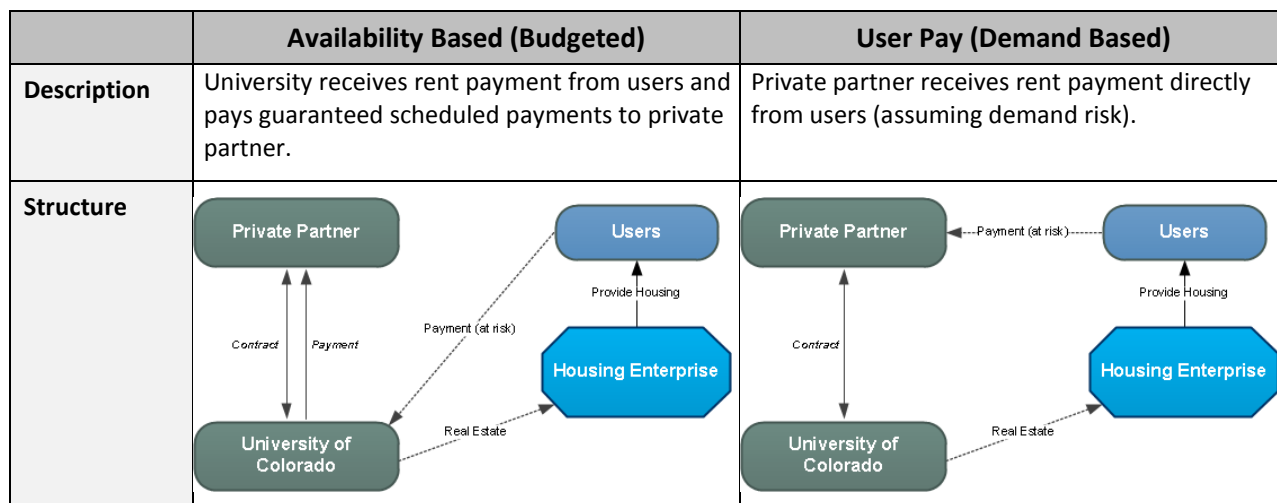 Availability Based (Budgeted)
User Pay (Demand Based)
Description
University receives rent payment from users and
pays guaranteed scheduled payments to private
partner.
Private partner receives rent payment directly
from users (assuming demand risk).
Structure
Private Partner
Users
Provide Housing
Payment (at risk)
Contract
Payment
Housing Enterprise
Real Estate
University of
Colorado
Private Partner
Payment (at risk)
Users
Provide Housing
Contract
Housing Enterprise
Real Estate
University of
Colorado